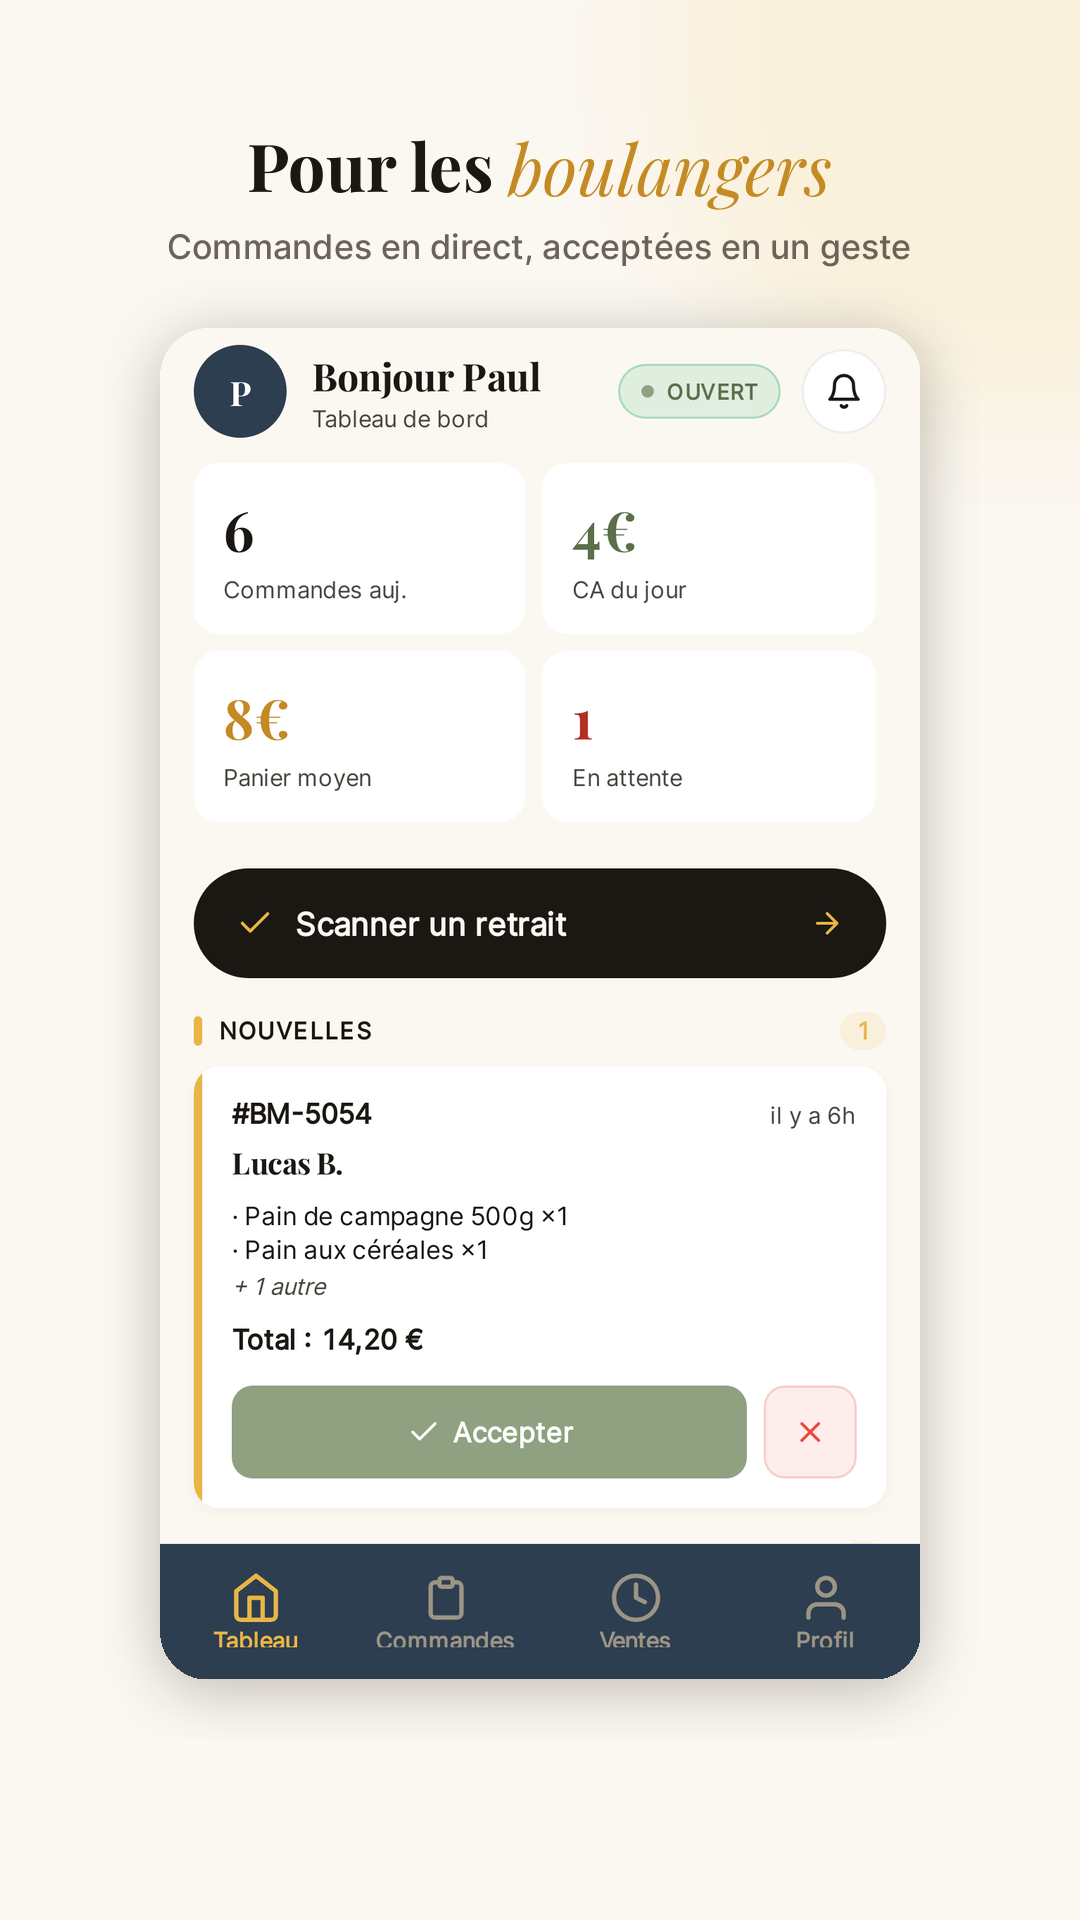 Pour les boulangers
Commandes en direct, acceptées en un geste
P
Bonjour Paul
Tableau de bord
OUVERT
6
Commandes auj.
4€
CA du jour
8€
Panier moyen
1
En attente
Scanner un retrait
NOUVELLES
1
#BM-5054
il y a 6h
Lucas B.
· Pain de campagne 500g ×1
· Pain aux céréales ×1
+ 1 autre
Total : 14,20 €
Accepter
Tableau
Commandes
Ventes
Profil